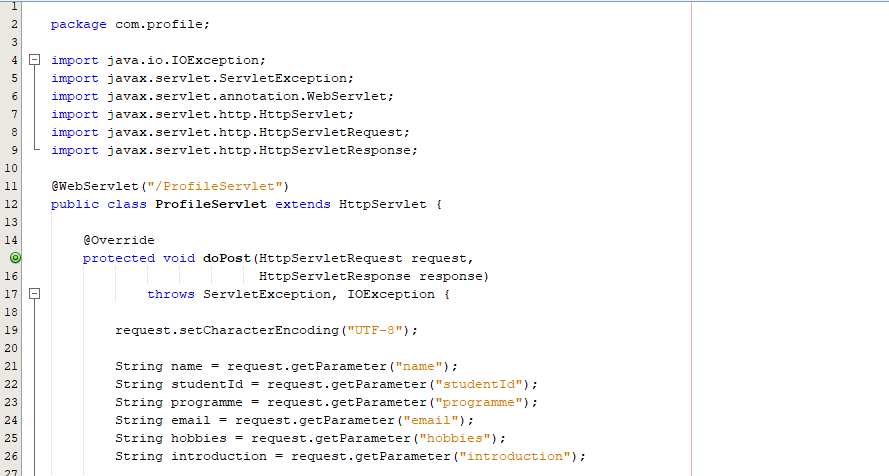 1
2 package com.profile;
3
4 import java.io.IOException;
5 import javax.servlet.ServletException;
6 import javax.servlet.annotation.WebServlet;
7 import javax.servlet.http.HttpServlet;
8 import javax.servlet.http.HttpServletRequest;
9 import javax.servlet.http.HttpServletResponse;
10
11 @WebServlet("/ProfileServlet")
12 public class ProfileServlet extends HttpServlet {
13
14     @Override
    protected void doPost(HttpServletRequest request,
16                           HttpServletResponse response)
17             throws ServletException, IOException {
18
19         request.setCharacterEncoding("UTF-8");
20
21         String name = request.getParameter("name");
22         String studentId = request.getParameter("studentId");
23         String programme = request.getParameter("programme");
24         String email = request.getParameter("email");
25         String hobbies = request.getParameter("hobbies");
26         String introduction = request.getParameter("introduction");
27